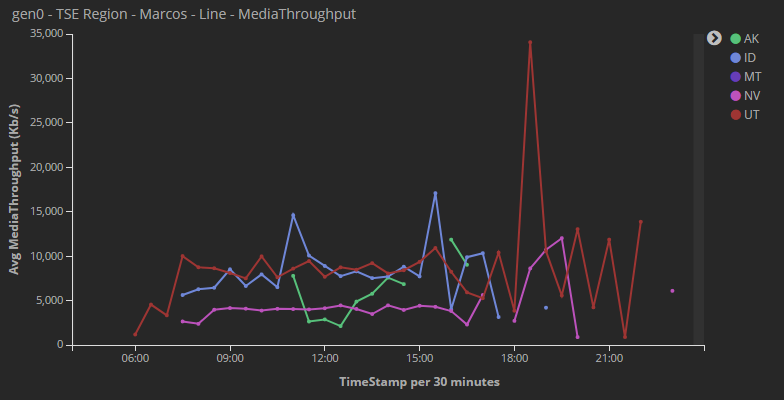 gen0 - TSE Region - Marcos - Line - MediaThroughput
35,000
30,000
25,000
20,000
15,000
10,000
5,000
0
Avg MediaThroughput (Kb/s)
06:00
09:00
12:00
15:00
18:00
21:00
TimeStamp per 30 minutes
AK
ID
MT
NV
UT